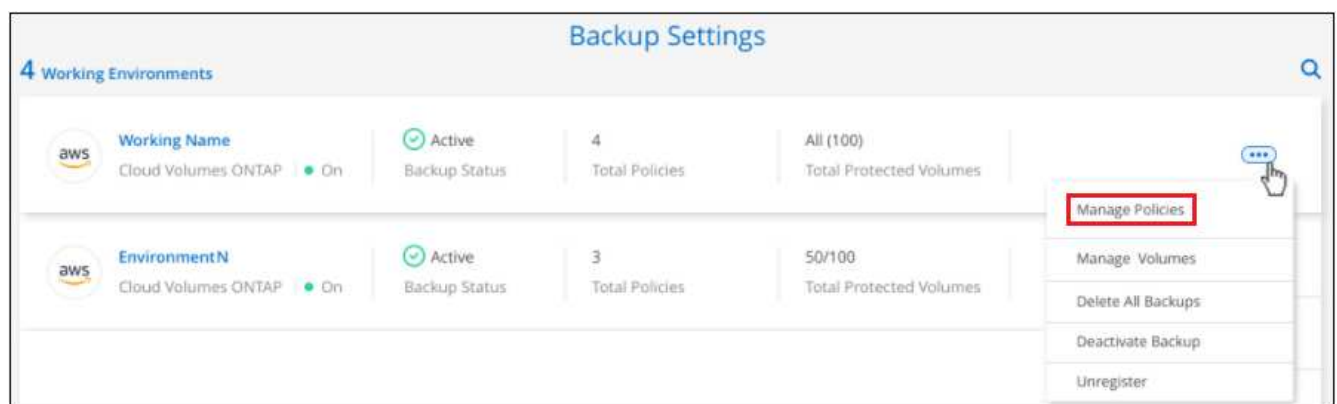 Backup Settings
4 Working Environments
aws
Working Name
Cloud Volumes ONTAP
On
Active
Backup Status
4
Total Policies
All (100)
Total Protected Volumes
Manage Policies
Manage Volumes
Delete All Backups
Deactivate Backup
Unregister
aws
EnvironmentN
Cloud Volumes ONTAP
On
Active
Backup Status
3
Total Policies
50/100
Total Protected Volumes